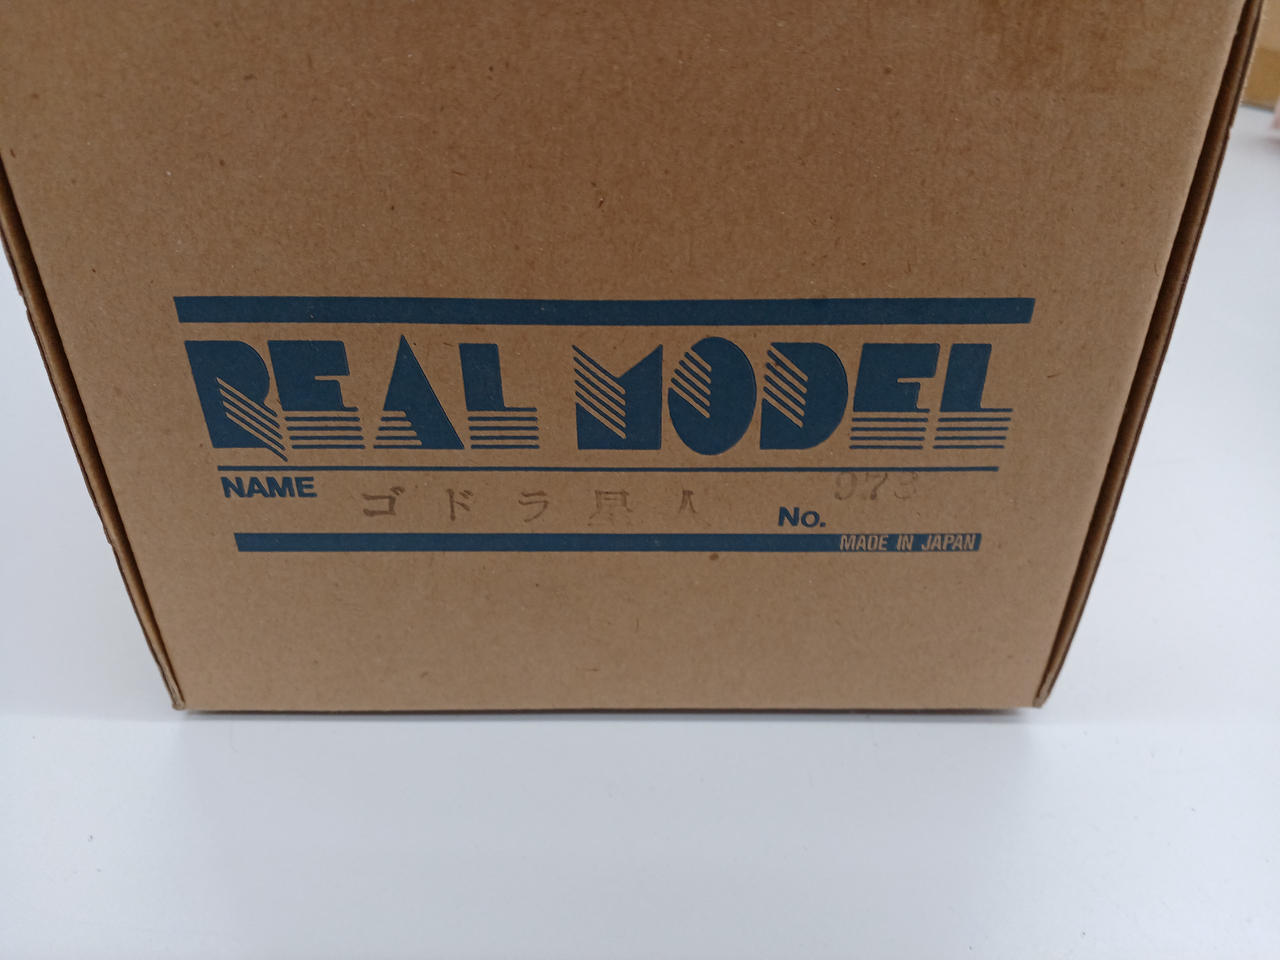 REAL MODEL
NAME ゴドラ星人 No. 973
MADE IN JAPAN